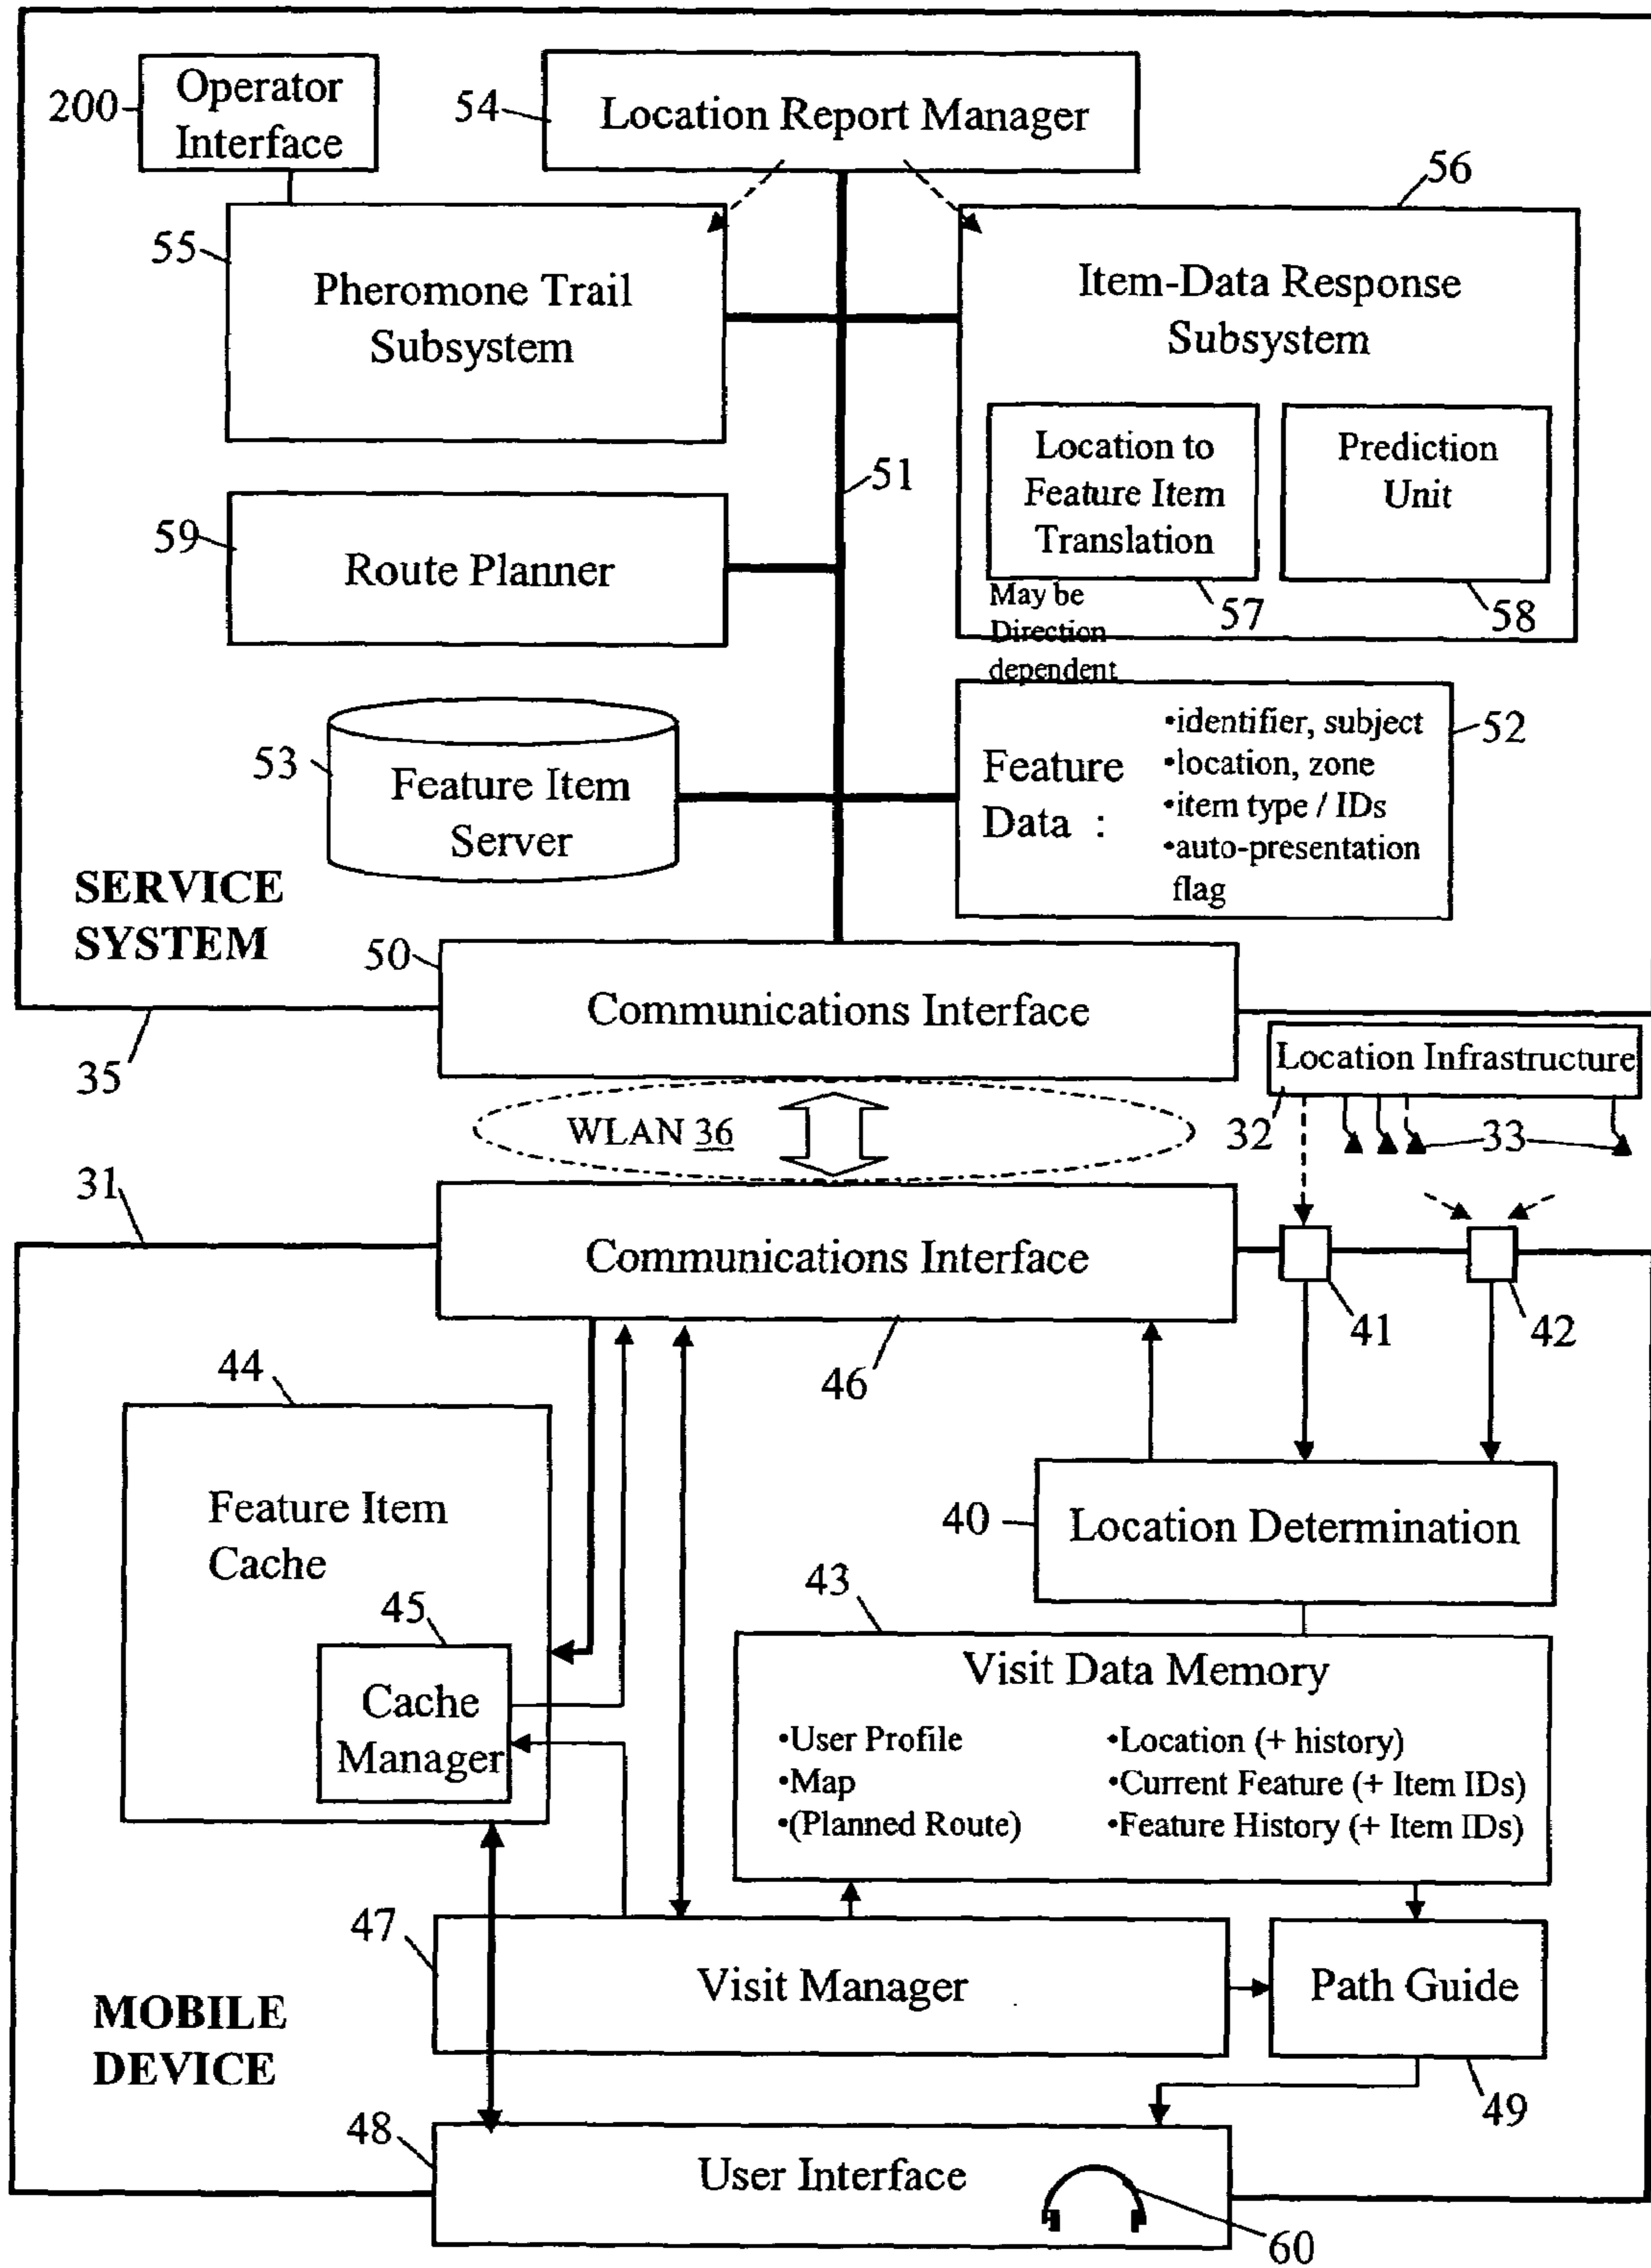 Operator
Interface
200
54
Location Report Manager
56
55
Pheromone Trail
Subsystem
Item-Data Response
Subsystem
Location to
Feature Item
Translation
Prediction
Unit
51
59
Route Planner
May be
Direction
dependent
57
58
53
Feature Item
Server
Feature
Data :
•identifier, subject
•location, zone
•item type / IDs
•auto-presentation
flag
52
SERVICE
SYSTEM
50
Communications Interface
35
Location Infrastructure
WLAN 36
32
33
31
Communications Interface
41
42
46
44
Feature Item
Cache
40
Location Determination
43
45
Cache
Manager
Visit Data Memory
•User Profile
•Map
•(Planned Route)
•Location (+ history)
•Current Feature (+ Item IDs)
•Feature History (+ Item IDs)
47
Visit Manager
Path Guide
MOBILE
DEVICE
49
48
User Interface
60